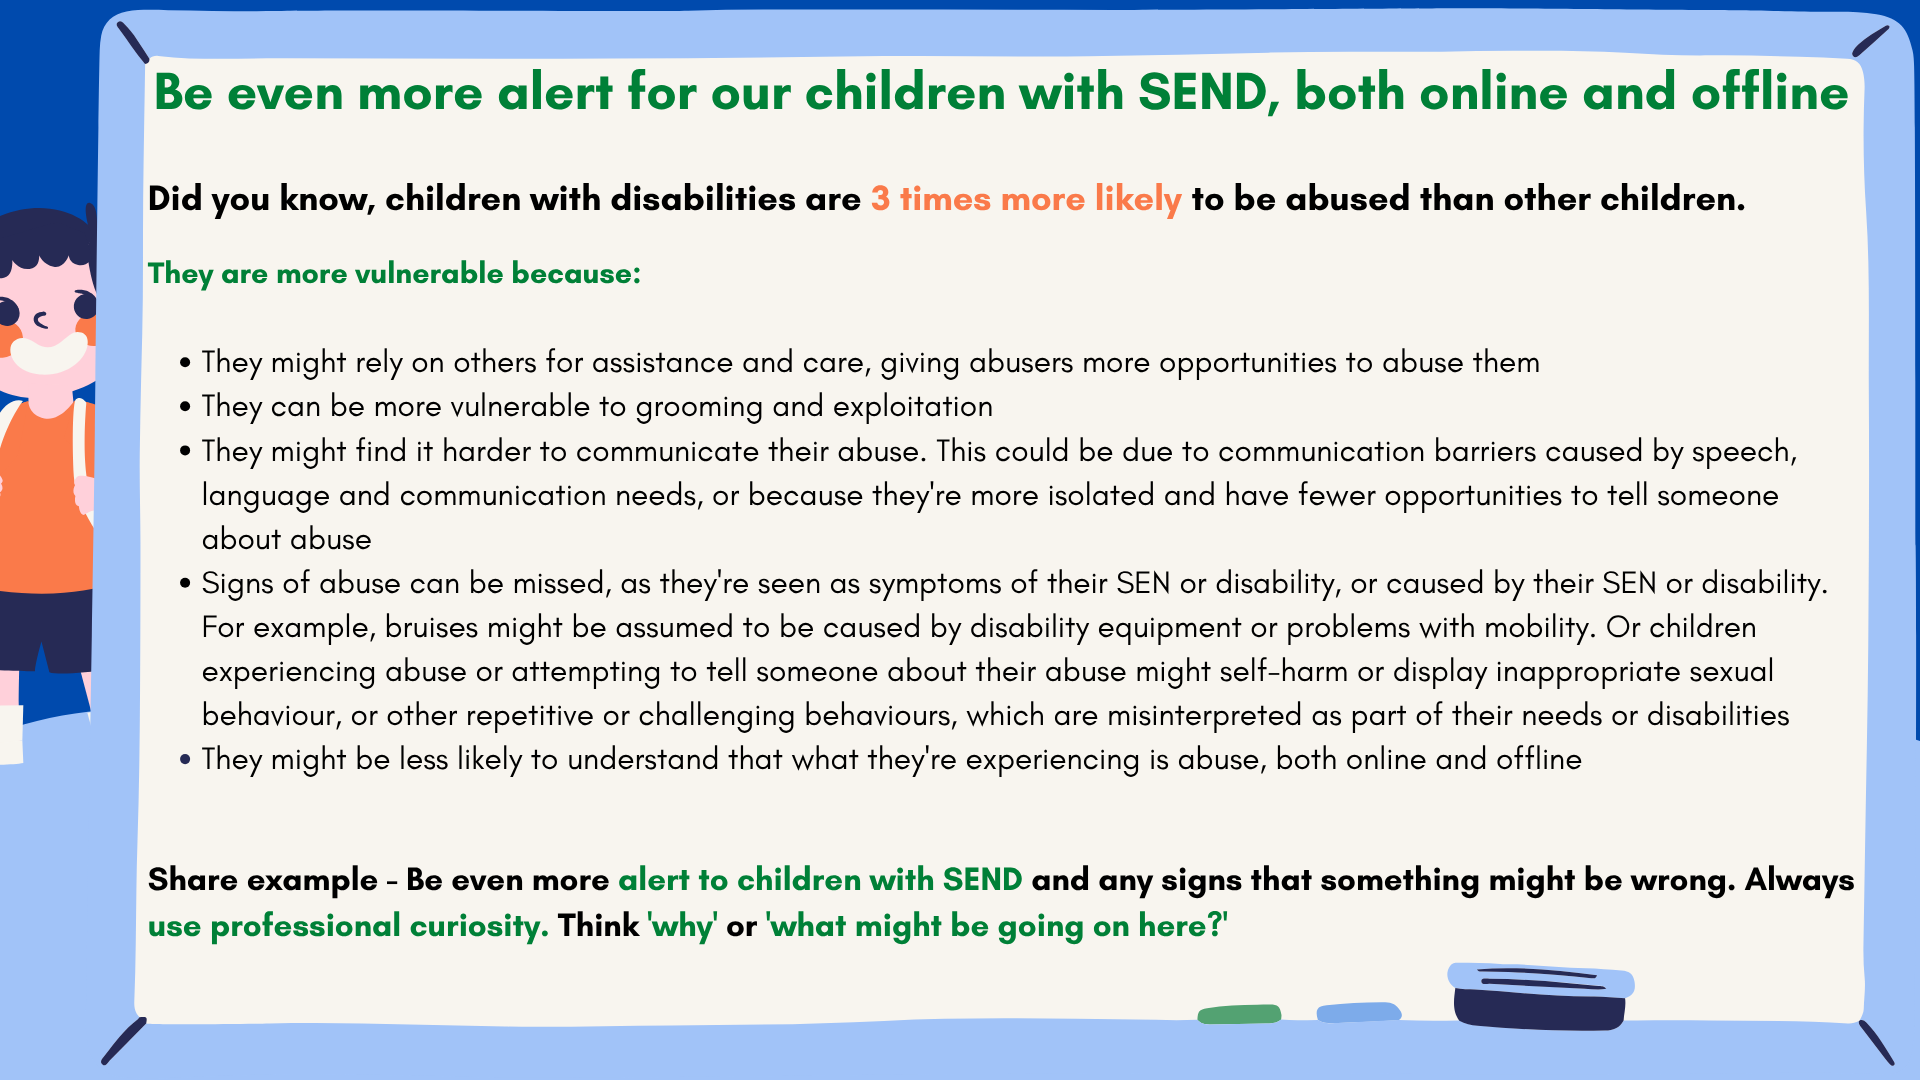 Be even more alert for our children with SEND, both online and offline
Did you know, children with disabilities are 3 times more likely to be abused than other children.
They are more vulnerable because:
• They might rely on others for assistance and care, giving abusers more opportunities to abuse them
• They can be more vulnerable to grooming and exploitation
• They might find it harder to communicate their abuse. This could be due to communication barriers caused by speech,
language and communication needs, or because they're more isolated and have fewer opportunities to tell someone
about abuse
• Signs of abuse can be missed, as they're seen as symptoms of their SEN or disability, or caused by their SEN or disability.
For example, bruises might be assumed to be caused by disability equipment or problems with mobility. Or children
experiencing abuse or attempting to tell someone about their abuse might self-harm or display inappropriate sexual
behaviour, or other repetitive or challenging behaviours, which are misinterpreted as part of their needs or disabilities
• They might be less likely to understand that what they're experiencing is abuse, both online and offline
Share example - Be even more alert to children with SEND and any signs that something might be wrong. Always
use professional curiosity. Think 'why' or 'what might be going on here?'